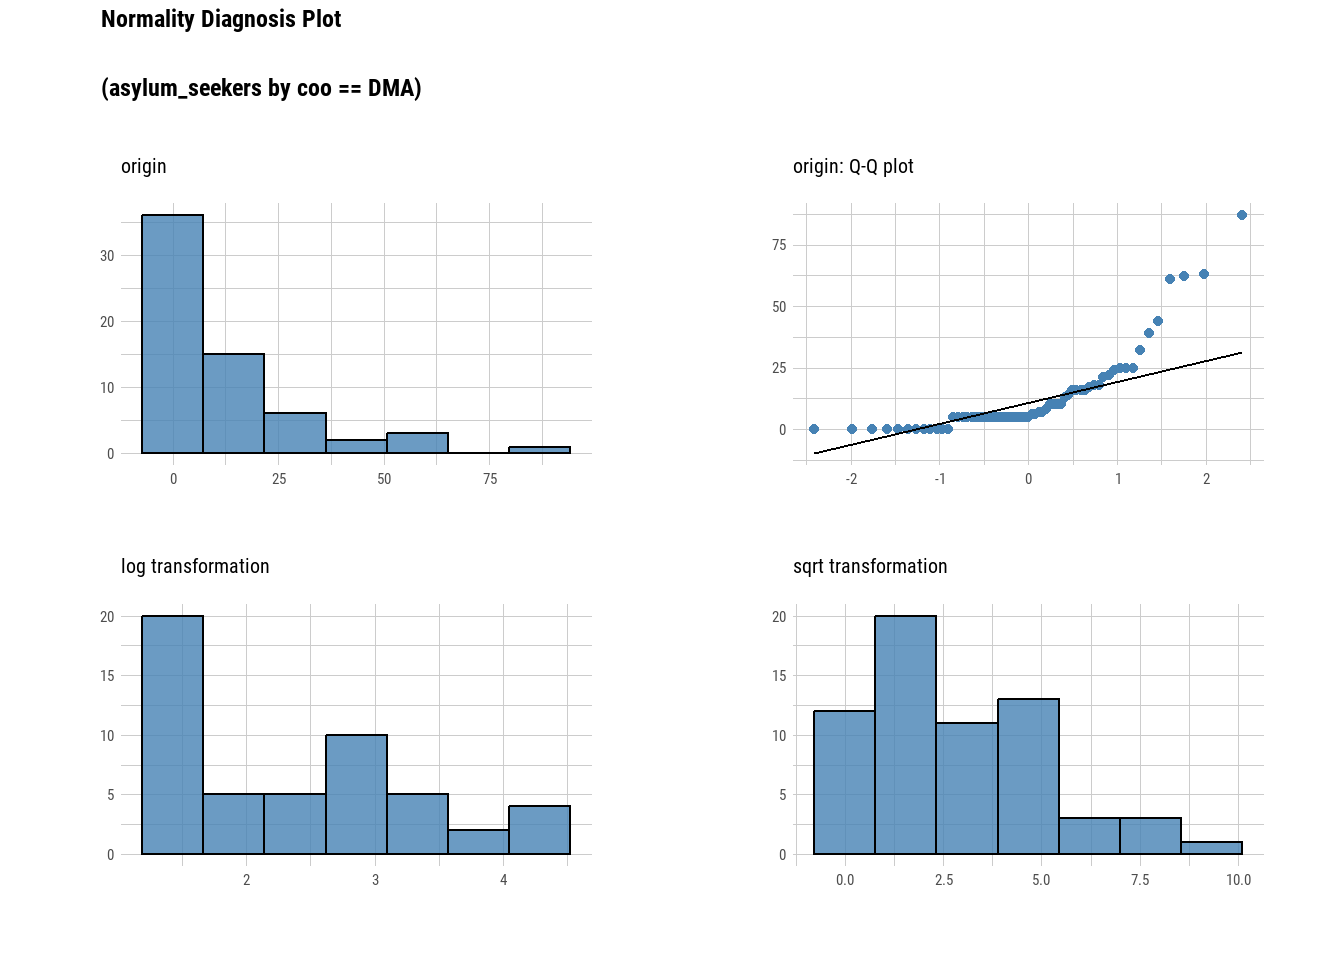 Normality Diagnosis Plot
(asylum_seekers by coo == DMA)
origin
30
20
10
0
0 25 50 75
origin: Q-Q plot
75
50
25
0
-2 -1 0 1 2
log transformation
20
15
10
5
0
2 3 4
sqrt transformation
20
15
10
5
0
0.0 2.5 5.0 7.5 10.0